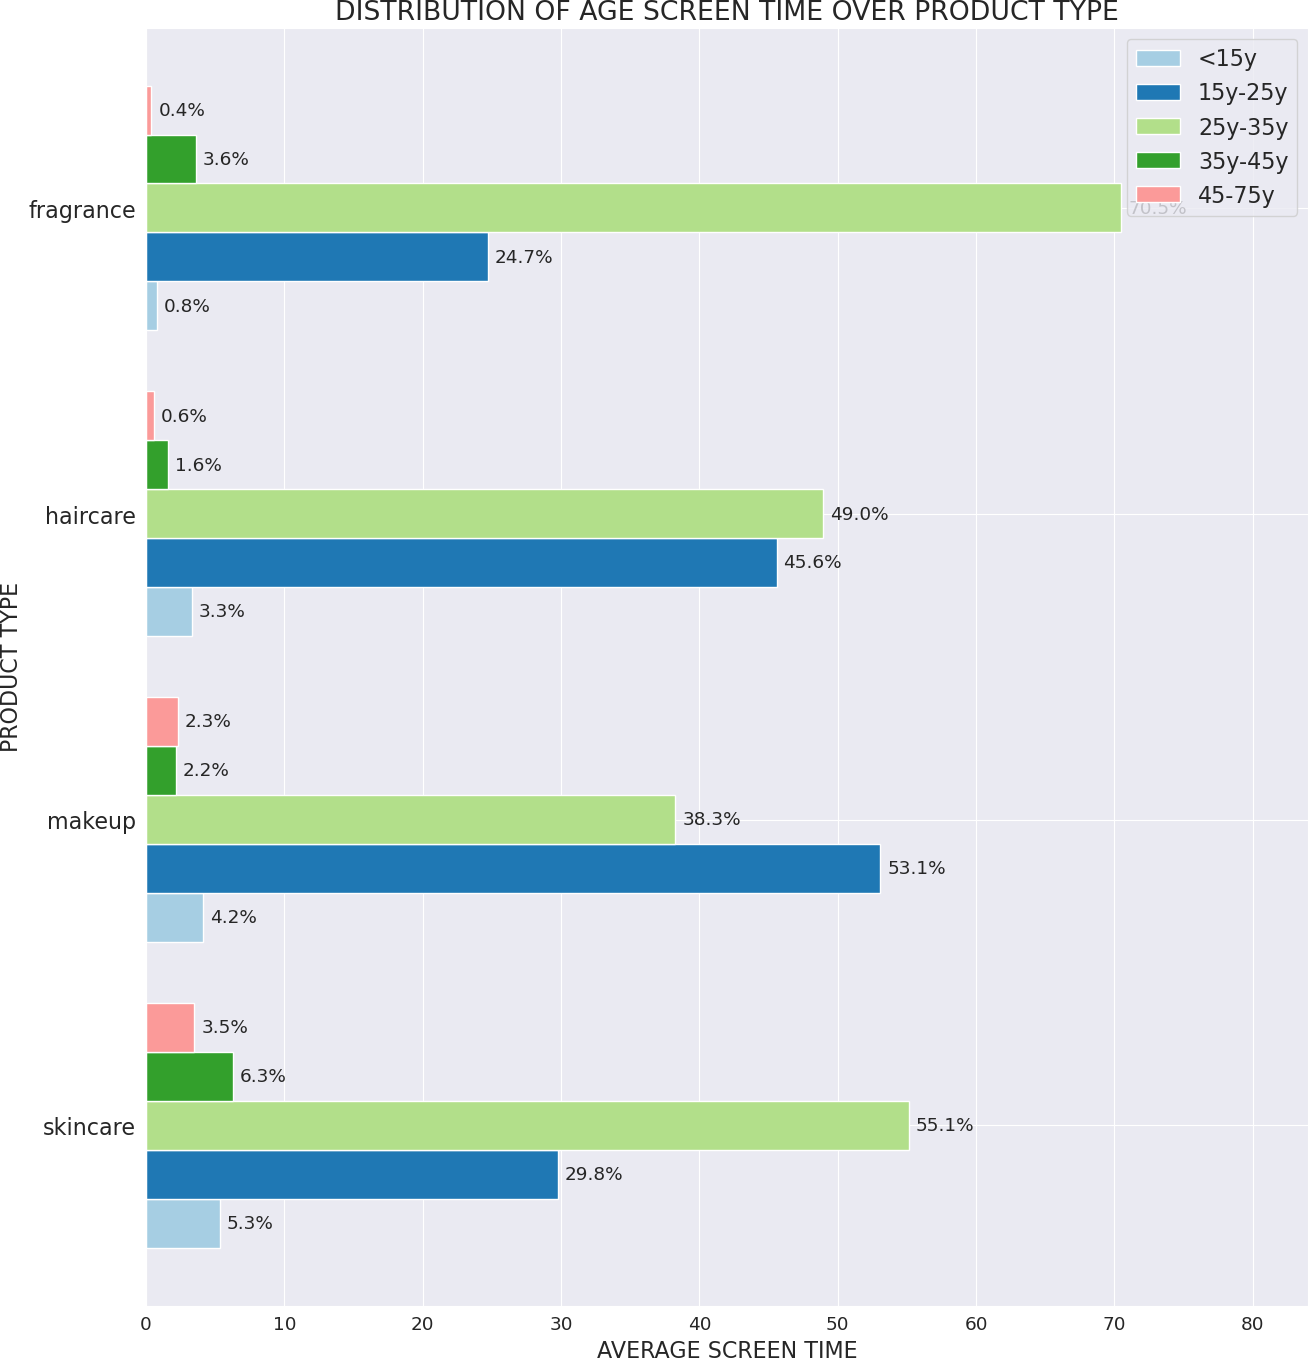 DISTRIBUTION OF AGE SCREEN TIME OVER PRODUCT TYPE
<15y
15y-25y
25y-35y
35y-45y
45-75y
fragrance
0.4%
3.6%
70.5%
24.7%
0.8%
haircare
0.6%
1.6%
49.0%
45.6%
3.3%
makeup
2.3%
2.2%
38.3%
53.1%
4.2%
skincare
3.5%
6.3%
55.1%
29.8%
5.3%
PRODUCT TYPE
0 10 20 30 40 50 60 70 80
AVERAGE SCREEN TIME